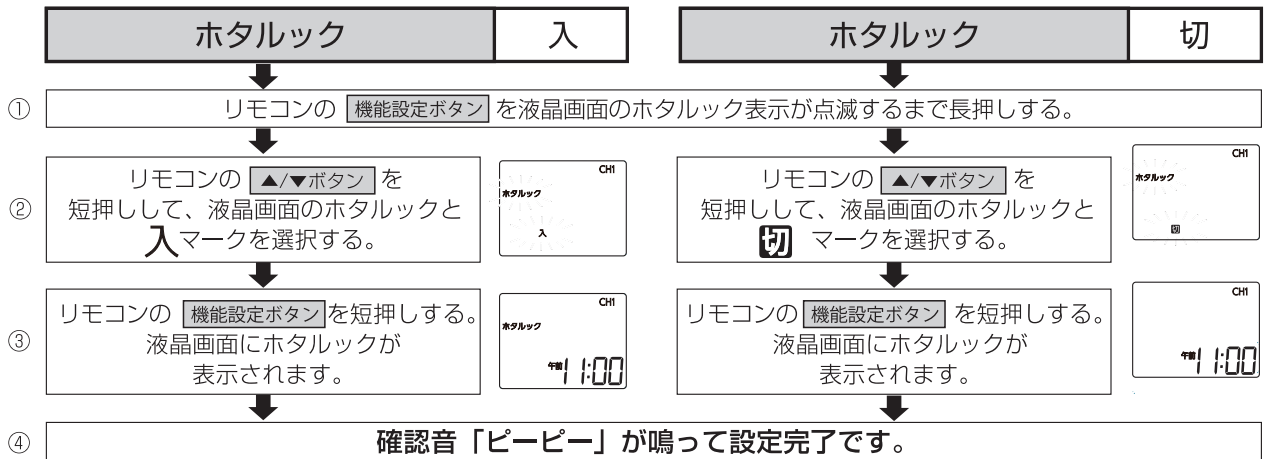 ホタルック 入
ホタルック 切
① リモコンの 機能設定ボタン を液晶画面のホタルック表示が点滅するまで長押しする。
② リモコンの ▲/▼ボタン を
短押しして、液晶画面のホタルックと
入マークを選択する。
CH1
ホタルック
入
リモコンの ▲/▼ボタン を
短押しして、液晶画面のホタルックと
切 マークを選択する。
CH1
ホタルック
切
③ リモコンの 機能設定ボタン を短押しする。
液晶画面にホタルックが
表示されます。
CH1
ホタルック
午前11:00
リモコンの 機能設定ボタン を短押しする。
液晶画面にホタルックが
表示されます。
CH1
午前11:00
④ 確認音「ピーピー」が鳴って設定完了です。